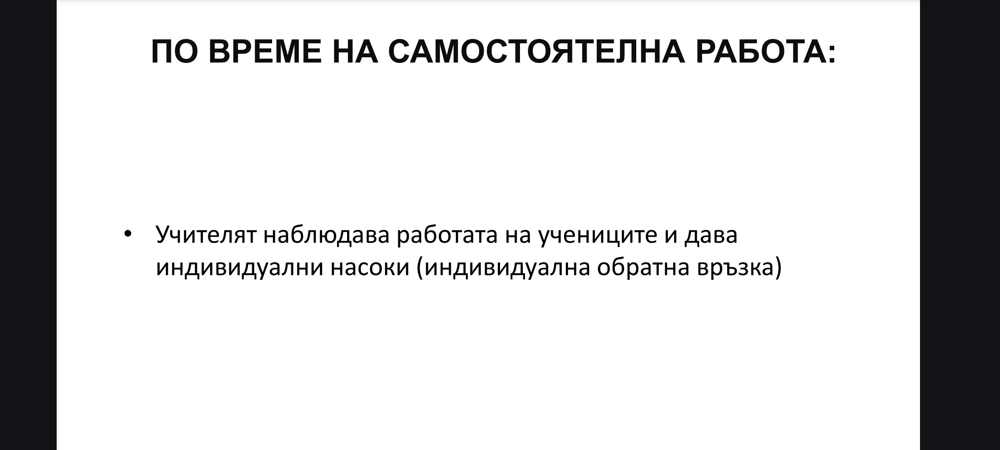 ПО ВРЕМЕ НА САМОСТОЯТЕЛНА РАБОТА:
• Учителят наблюдава работата на учениците и дава
индивидуални насоки (индивидуална обратна връзка)